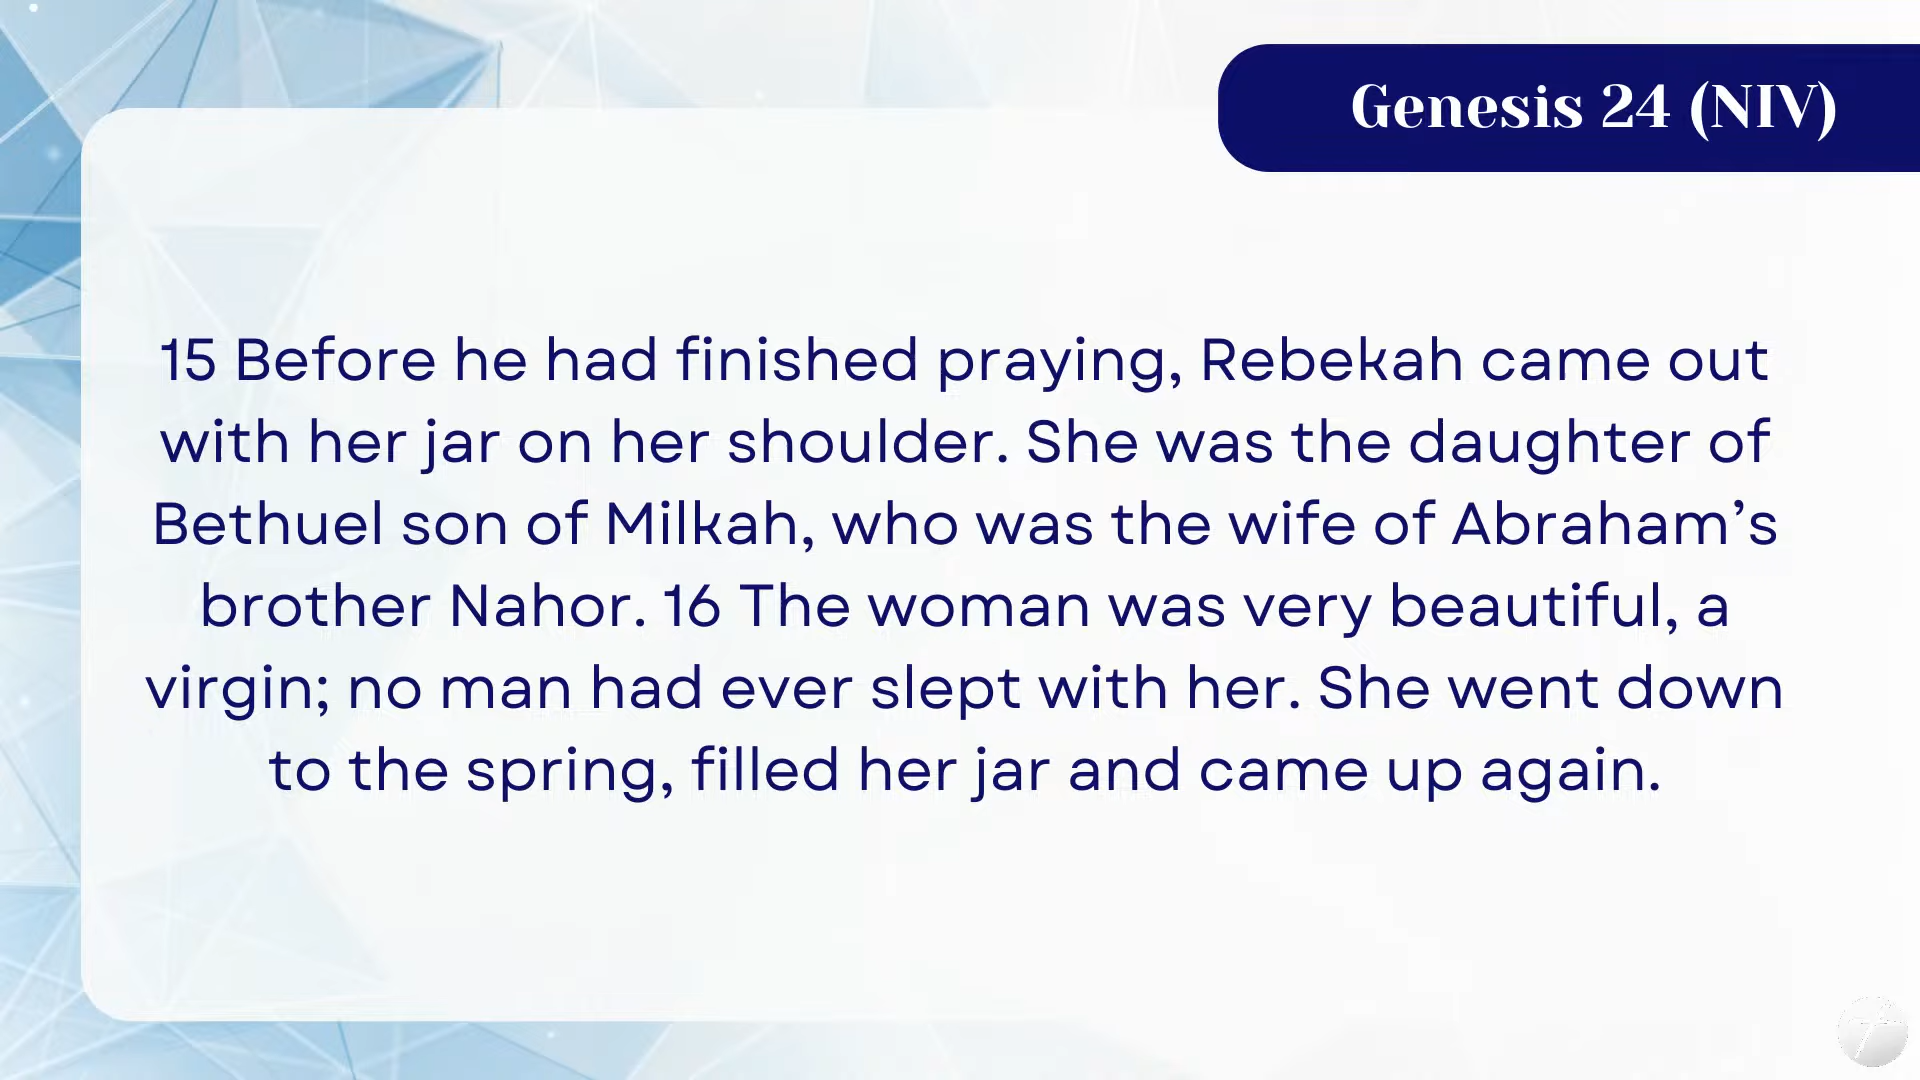 Genesis 24 (NIV)
15 Before he had finished praying, Rebekah came out
with her jar on her shoulder. She was the daughter of
Bethuel son of Milkah, who was the wife of Abraham’s
brother Nahor. 16 The woman was very beautiful, a
virgin; no man had ever slept with her. She went down
to the spring, filled her jar and came up again.